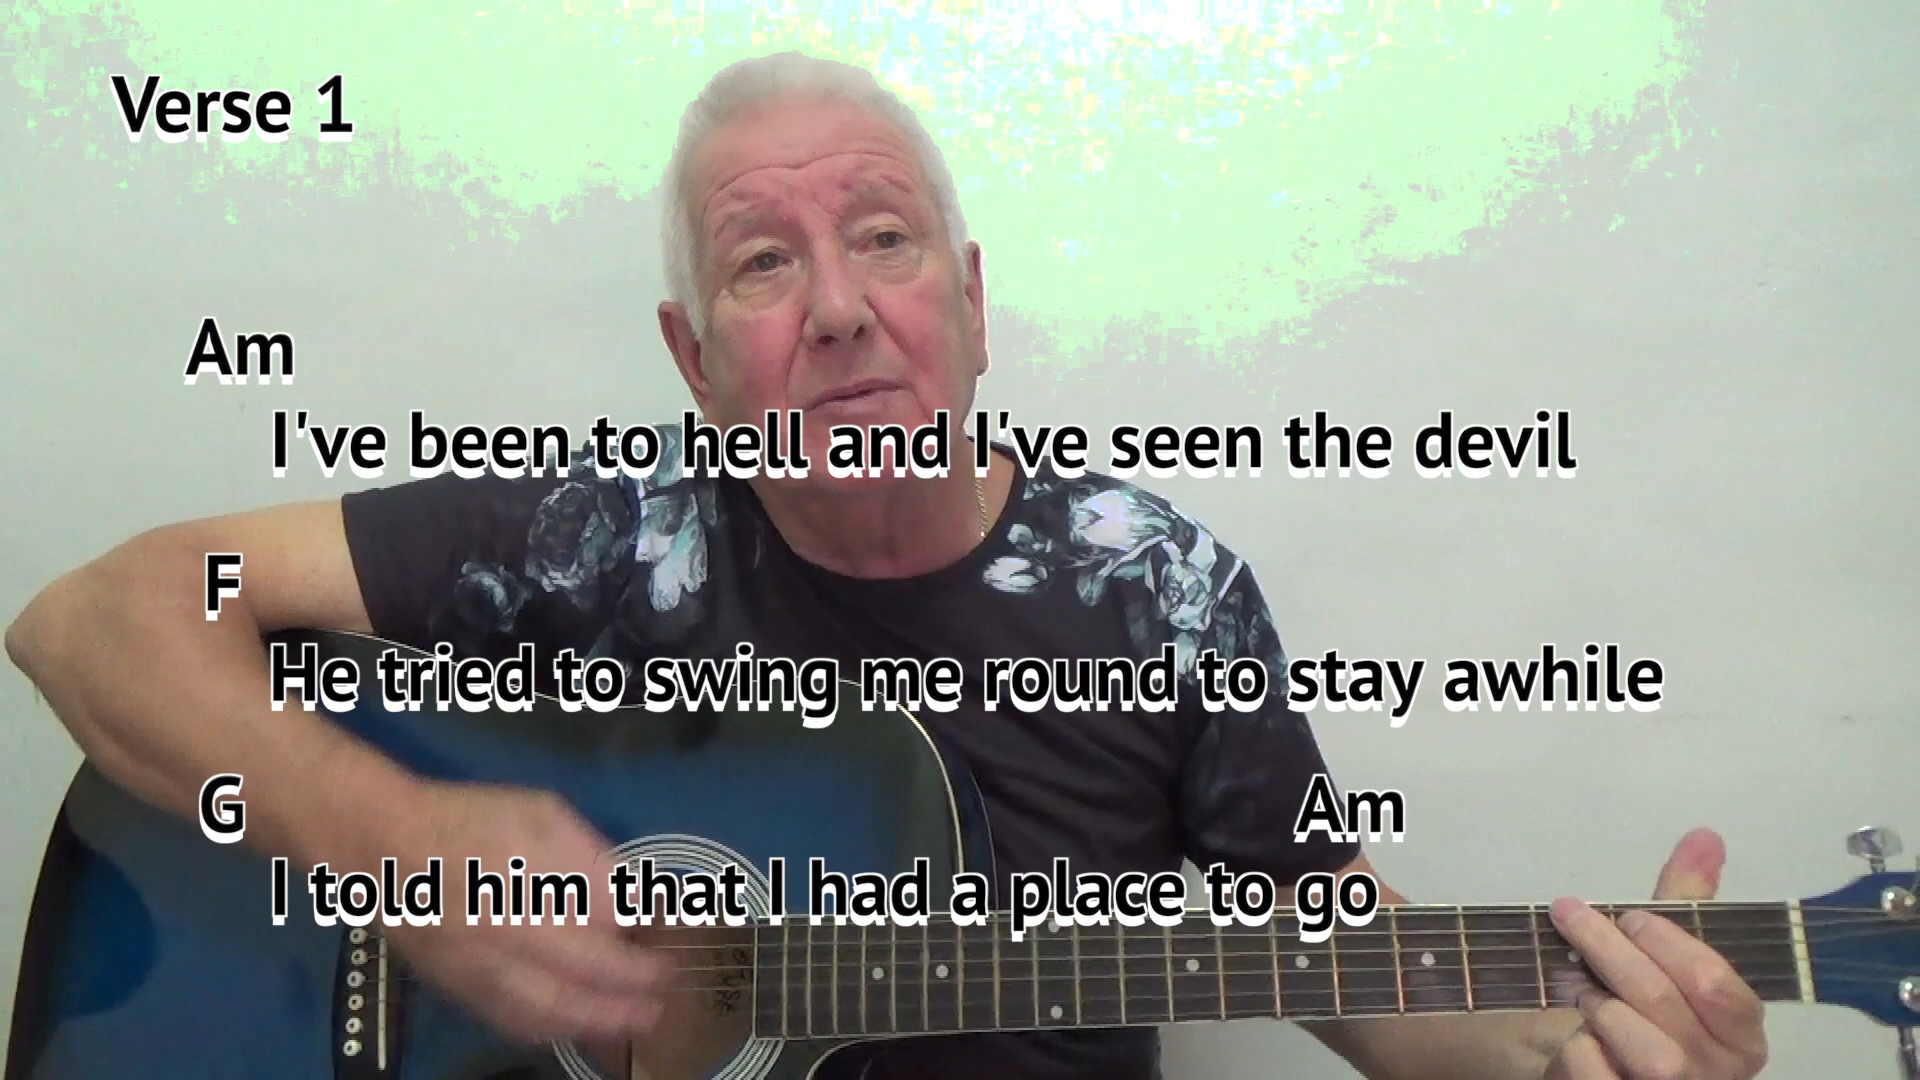 Verse 1
Am
I've been to hell and I've seen the devil
F
He tried to swing me round to stay awhile
G Am
I told him that I had a place to go